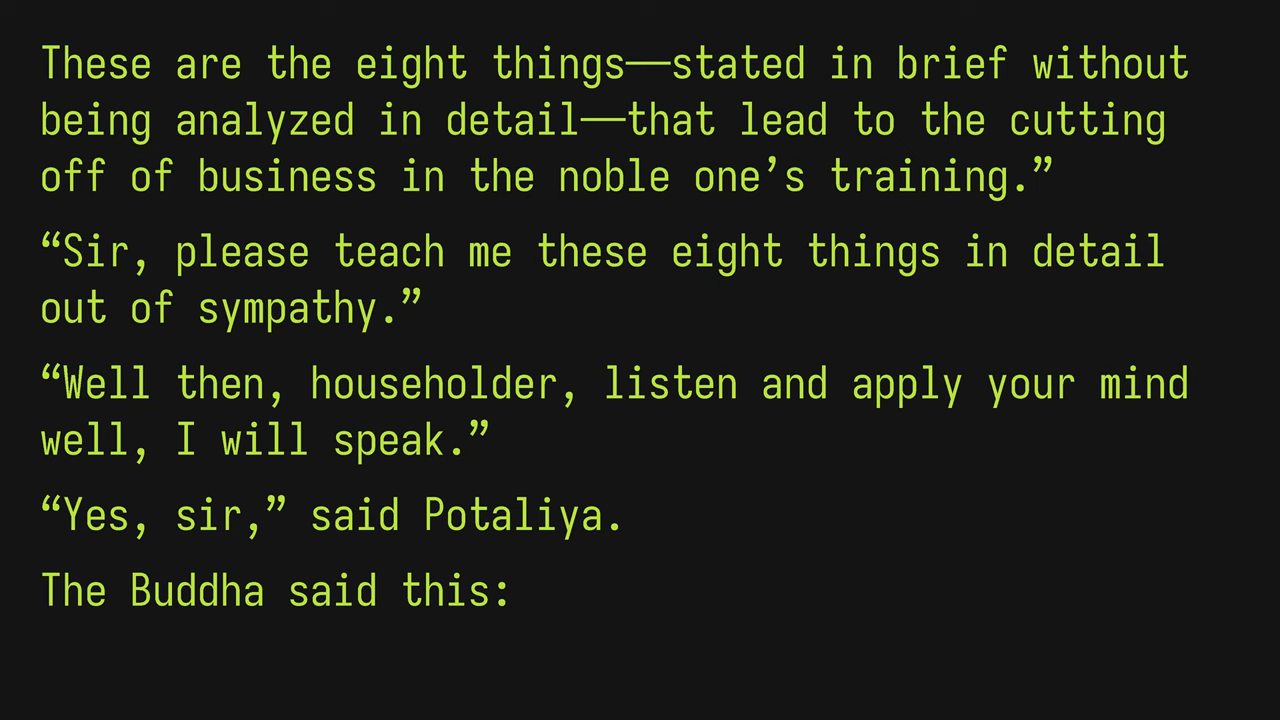 These are the eight things—stated in brief without
being analyzed in detail—that lead to the cutting
off of business in the noble one’s training.”
“Sir, please teach me these eight things in detail
out of sympathy.”
“Well then, householder, listen and apply your mind
well, I will speak.”
“Yes, sir,” said Potaliya.
The Buddha said this: